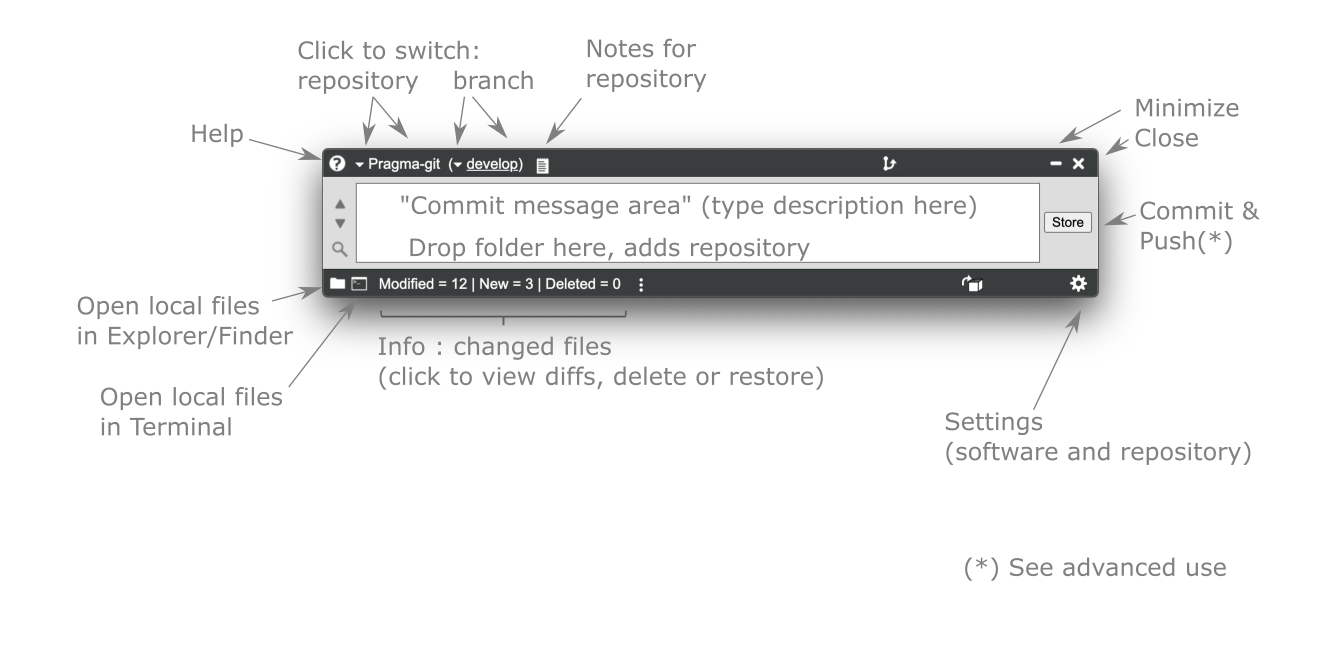 Click to switch:
repository
branch
Notes for
repository
Help
Minimize
Close
Pragma-git (develop)
"Commit message area" (type description here)
Drop folder here, adds repository
Store
Commit &
Push(*)
Modified = 12 | New = 3 | Deleted = 0
Open local files
in Explorer/Finder
Info : changed files
(click to view diffs, delete or restore)
Open local files
in Terminal
Settings
(software and repository)
(*) See advanced use